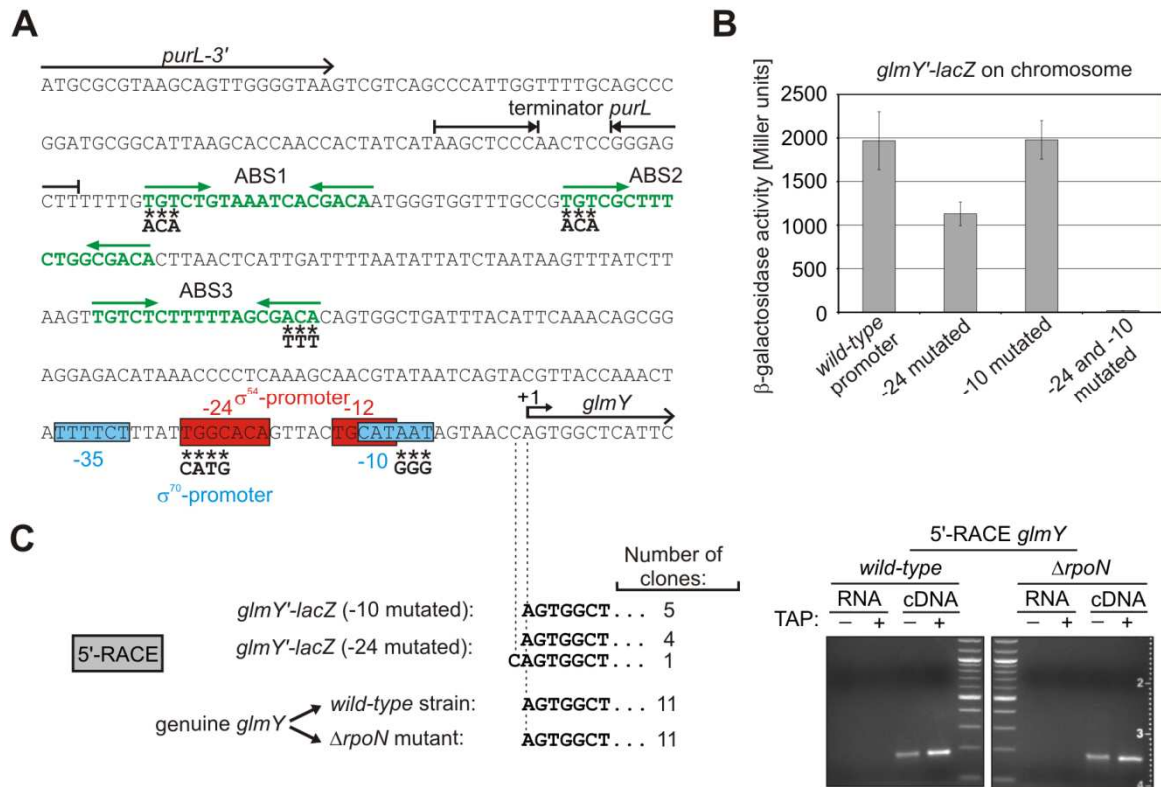 A
purL-3'
ATGCGCGTAAGCAGTTGGGGTAAGTCGTCAGCCCATTGGTTTTGCAGCCC
terminator purL
GGATGCGGCATTAAGCACCAACCACTATCATAAGCTCCCAACTCCGGGAG
ABS1 ABS2
CTTTTTTGTGTCTGTAAATCACGACAATGGGTGGTTTGCCGTGTCGCTTT
*** ***
ACA ACA
CTGGCGACACTTAACTCATTGATTTTAATATTATCTAATAAGTTTATCTT
ABS3
AAGTTGTCTCTTTTTAGCGACACAGTGGCTGATTTACATTCAAACAGCGG
***
TTT
AGGAGACATAAACCCCTCAAAGCAACGTATAATCAGTACGTTACCAAACT
σ54-promoter
-24 -12 +1 glmY
ATTTTCTTTATTGGCACAGTTACTGCATAATAGTAACCAGTGGCTCATTC
-35 **** -10 ***
CATG GGG
σ70-promoter
B
glmY'-lacZ on chromosome
β-galactosidase activity [Miller units]
2500
2000
1500
1000
500
0
wild-type promoter
-24 mutated
-10 mutated
-24 and -10 mutated
C
5'-RACE
Number of clones:
glmY'-lacZ (-10 mutated): AGTGGCT... 5
glmY'-lacZ (-24 mutated): AGTGGCT... 4
CAGTGGCT... 1
genuine glmY
wild-type strain: AGTGGCT... 11
ΔrpoN mutant: AGTGGCT... 11
5'-RACE glmY
wild-type ΔrpoN
RNA cDNA RNA cDNA
TAP: – + – + – + – +
2
3
4